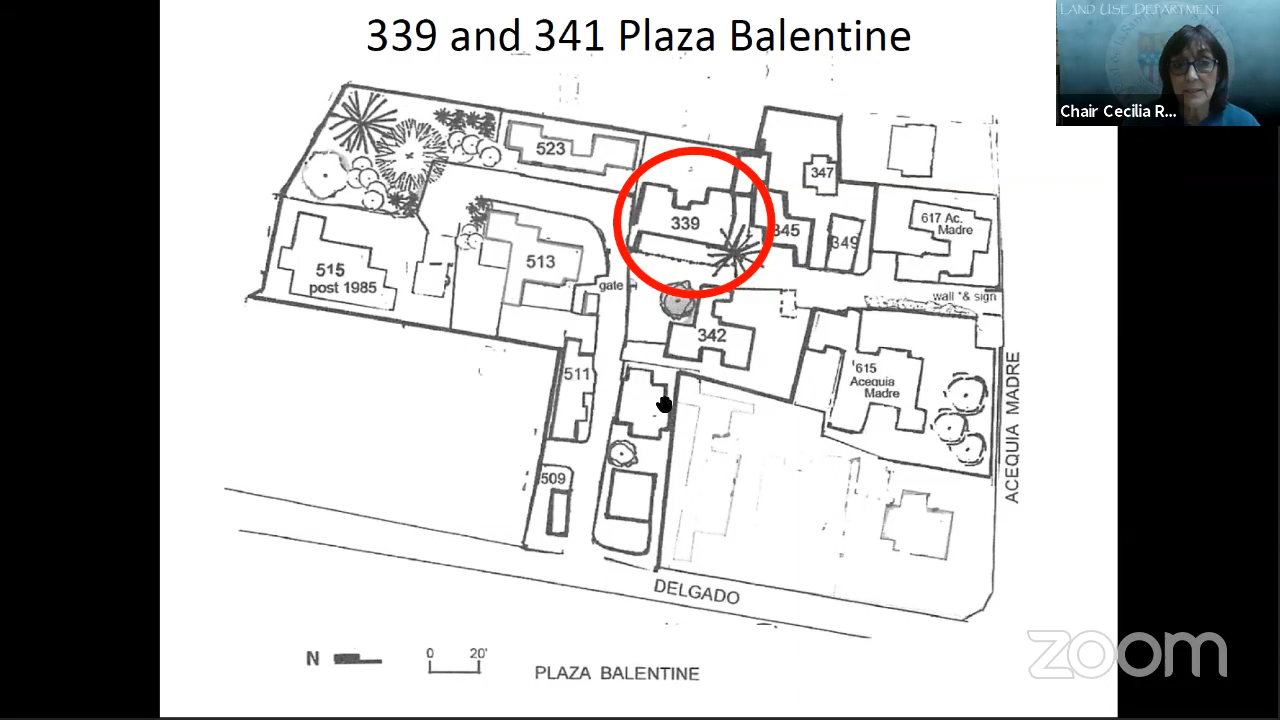 339 and 341 Plaza Balentine
LAND USE DEPARTMENT
Chair Cecilia R...
523
347
339
345
349
617 Ac.
Madre
515
post 1985
513
gate
wall & sign
342
511
615
Acequia
Madre
ACEQUIA MADRE
509
DELGADO
N
0 20'
PLAZA BALENTINE
zoom